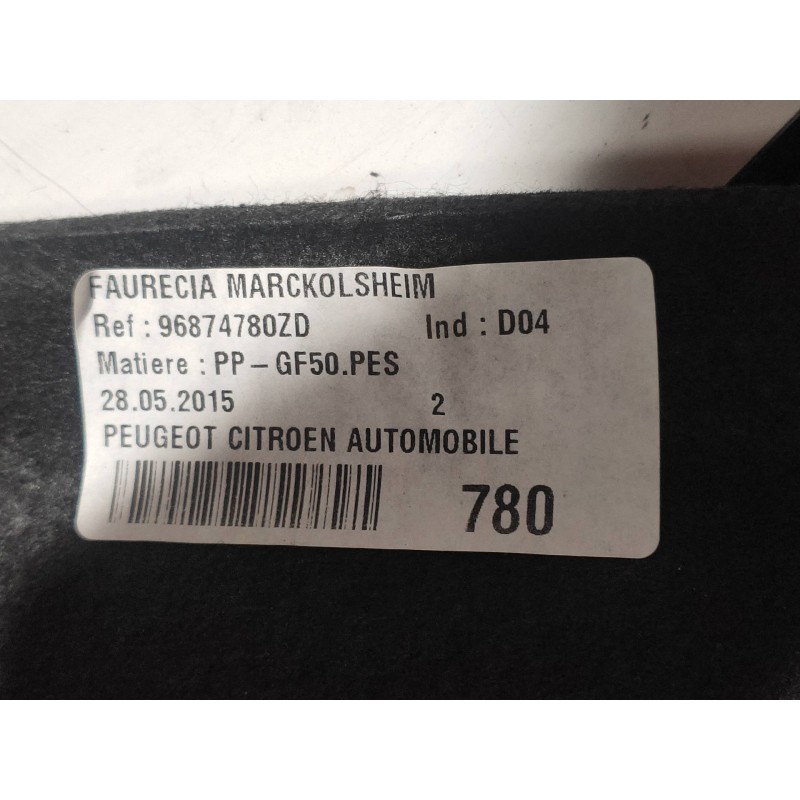 FAURECIA MARCKOLSHEIM
Ref : 96874780ZD Ind : D04
Matiere : PP - GF50.PES
28.05.2015 2
PEUGEOT CITROEN AUTOMOBILE
780